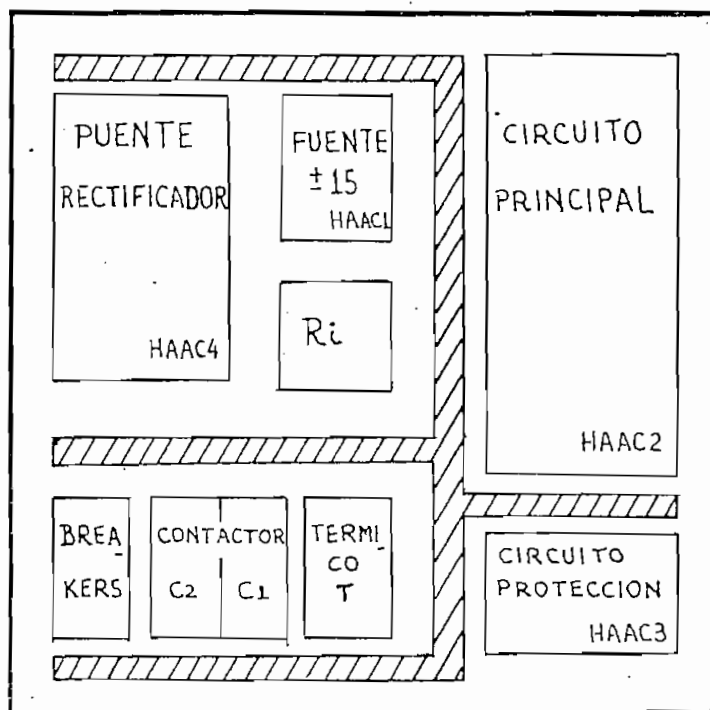 PUENTE
RECTIFICADOR
HAAC4
FUENTE
± 15
HAAC1
Ri
CIRCUITO
PRINCIPAL
HAAC2
BREA-
KERS
CONTACTOR
C2 C1
TERMI-
CO
T
CIRCUITO
PROTECCION
HAAC3